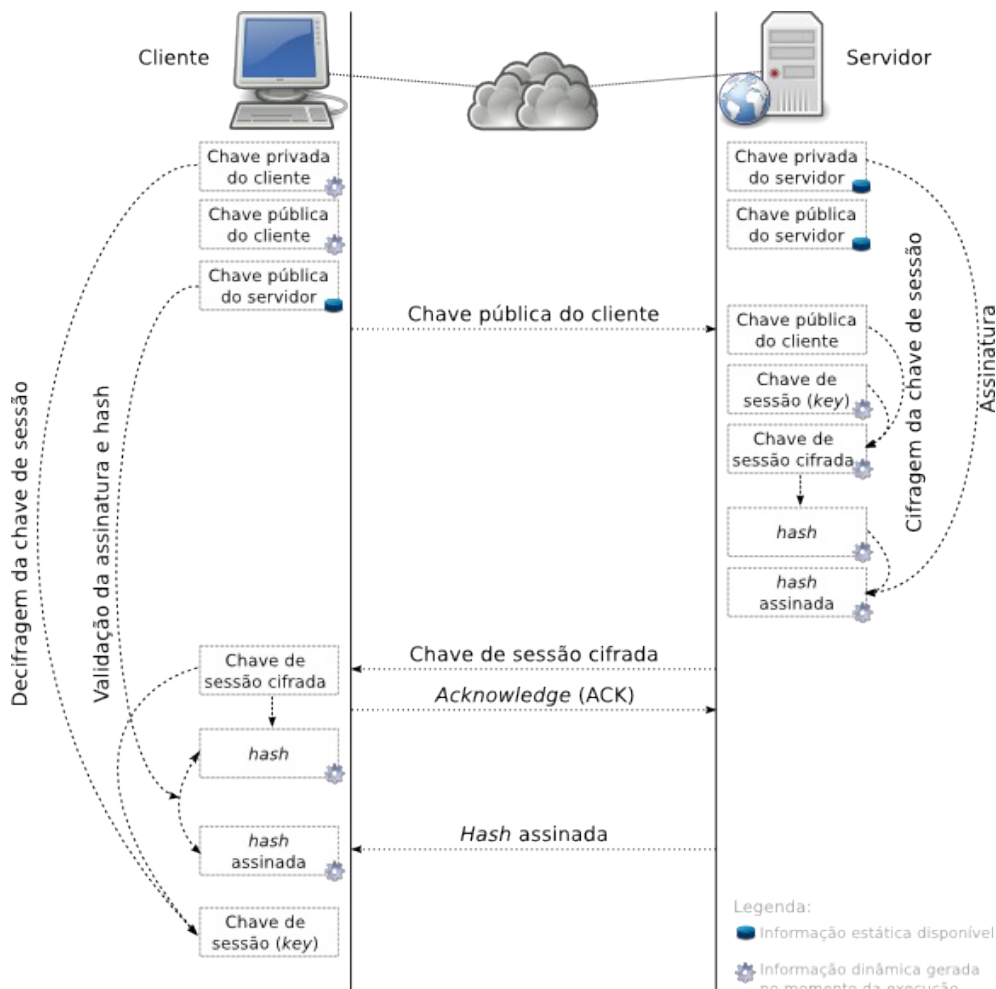 Cliente
Servidor
Chave privada
do cliente
Chave pública
do cliente
Chave pública
do servidor
Chave privada
do servidor
Chave pública
do servidor
Chave pública do cliente
Chave pública
do cliente
Chave de
sessão (key)
Chave de
sessão cifrada
hash
hash
assinada
Cifragem da chave de sessão
Assinatura
Decifragem da chave de sessão
Validação da assinatura e hash
Chave de sessão cifrada
Acknowledge (ACK)
Chave de
sessão cifrada
hash
Hash assinada
hash
assinada
Chave de
sessão (key)
Legenda:
Informação estática disponível
Informação dinâmica gerada
no momento da execução